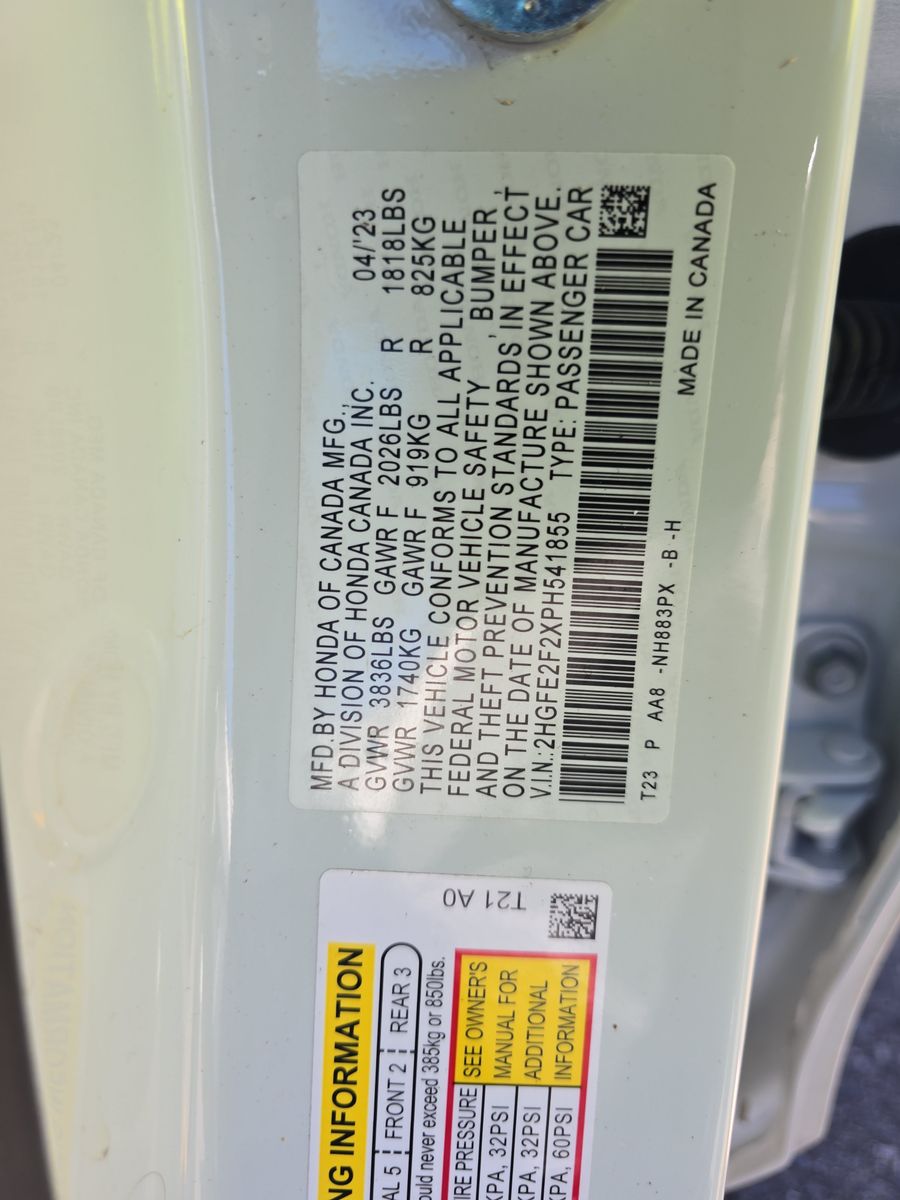 MFD.BY HONDA OF CANADA MFG.,
A DIVISION OF HONDA CANADA INC. 04/'23
GVWR 3836LBS GAWR F 2026LBS R 1818LBS
GVWR 1740KG GAWR F 919KG R 825KG
THIS VEHICLE CONFORMS TO ALL APPLICABLE
FEDERAL MOTOR VEHICLE SAFETY, BUMPER,
AND THEFT PREVENTION STANDARDS, IN EFFECT
ON THE DATE OF MANUFACTURE SHOWN ABOVE.
V.I.N.:2HGFE2F2XPH541855 TYPE: PASSENGER CAR
T23 P AA8 -NH883PX -B -H
MADE IN CANADA
T21 A0
NG INFORMATION
AL 5 FRONT 2 REAR 3
ould never exceed 385kg or 850lbs.
IRE PRESSURE
KPA, 32PSI
KPA, 32PSI
KPA, 60PSI
SEE OWNER'S
MANUAL FOR
ADDITIONAL
INFORMATION